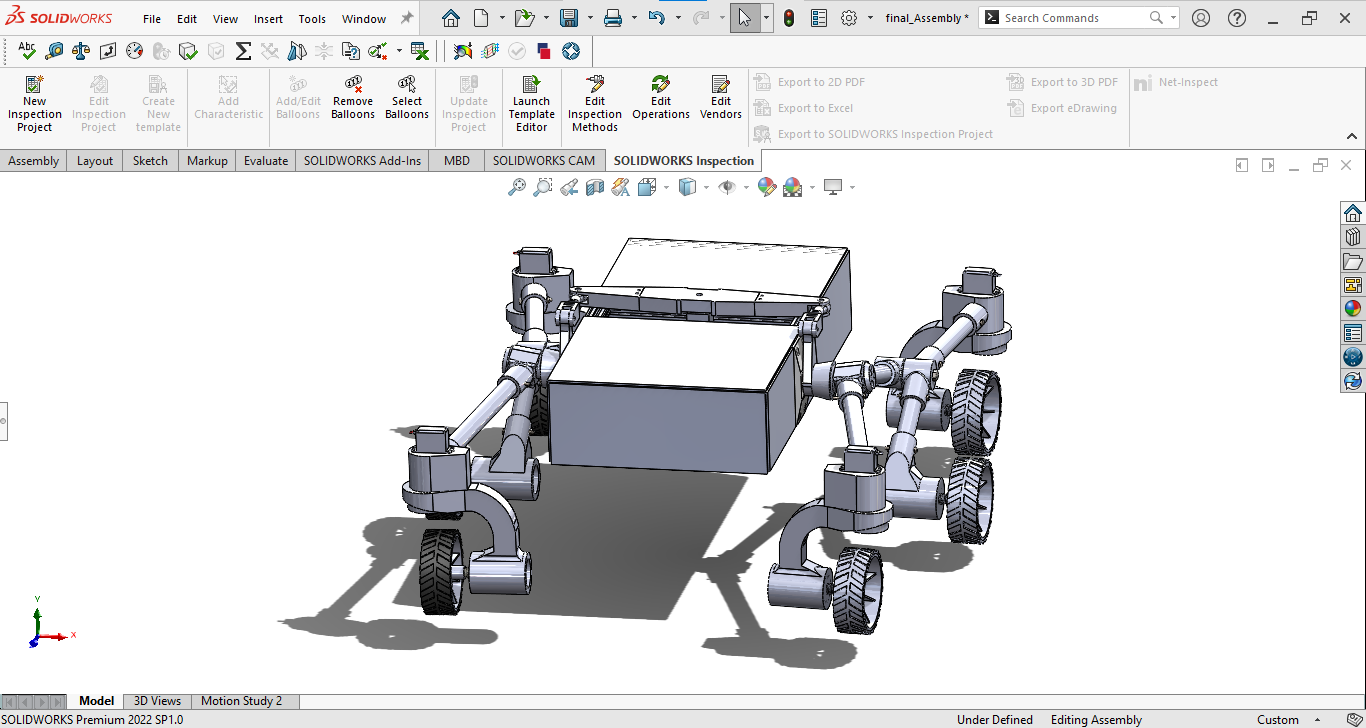 SOLIDWORKS File Edit View Insert Tools Window final_Assembly * Search Commands
Abc
New Inspection Project
Edit Inspection Project
Create New template
Add Characteristic
Add/Edit Balloons
Remove Balloons
Select Balloons
Update Inspection Project
Launch Template Editor
Edit Inspection Methods
Edit Operations
Edit Vendors
Export to 2D PDF
Export to Excel
Export to SOLIDWORKS Inspection Project
Export to 3D PDF
Export eDrawing
Net-Inspect
Assembly Layout Sketch Markup Evaluate SOLIDWORKS Add-Ins MBD SOLIDWORKS CAM SOLIDWORKS Inspection
Y
X
Model 3D Views Motion Study 2
SOLIDWORKS Premium 2022 SP1.0 Under Defined Editing Assembly Custom